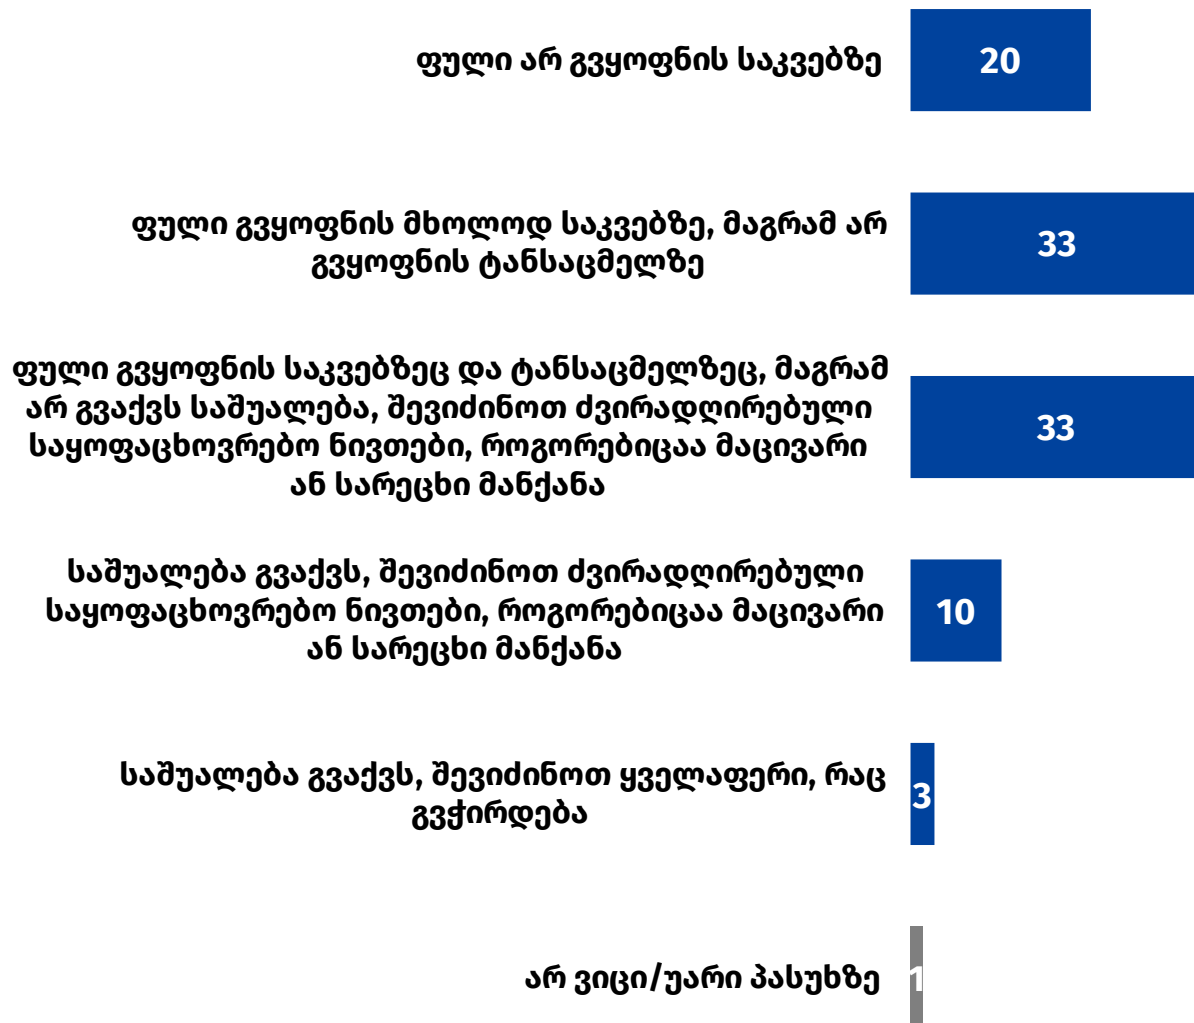 ფული არ გვყოფნის საკვებზე
20
ფული გვყოფნის მხოლოდ საკვებზე, მაგრამ არ
გვყოფნის ტანსაცმელზე
33
ფული გვყოფნის საკვებზეც და ტანსაცმელზეც, მაგრამ
არ გვაქვს საშუალება, შევიძინოთ ძვირადღირებული
საყოფაცხოვრებო ნივთები, როგორებიცაა მაცივარი
ან სარეცხი მანქანა
33
საშუალება გვაქვს, შევიძინოთ ძვირადღირებული
საყოფაცხოვრებო ნივთები, როგორებიცაა მაცივარი
ან სარეცხი მანქანა
10
საშუალება გვაქვს, შევიძინოთ ყველაფერი, რაც
გვჭირდება
3
არ ვიცი/უარი პასუხზე
1